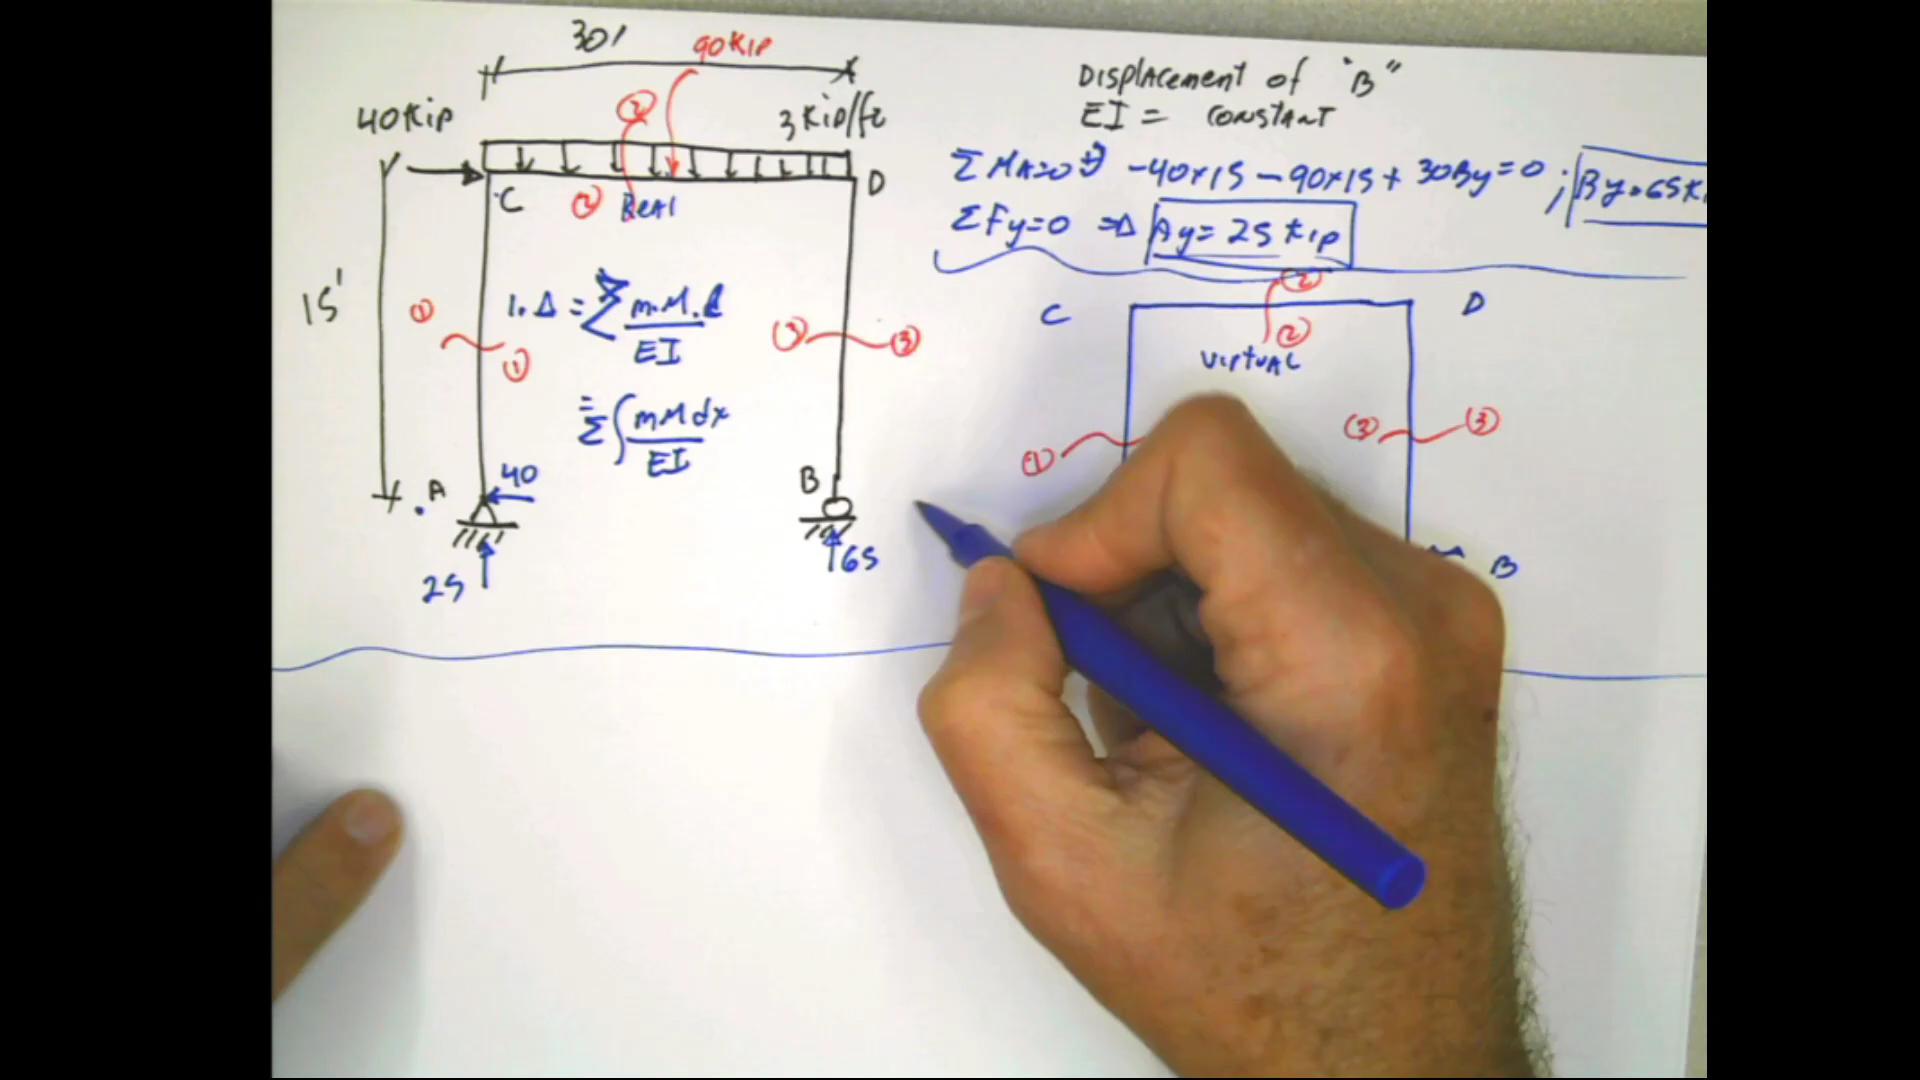 30'
90KIP
40KiP
3Kip/ft
②
C
② Real
D
15'
①
①
1.Δ = Σ m.M.ℓ / EI
= Σ ∫ mMdx / EI
③
③
A
40
B
25
65
Displacement of "B"
EI = constant
ΣMA=0 -40x15 - 90x15 + 30By=0 ; By=65K
ΣFy=0 ⇒ Ay= 25 kip
C
②
D
②
virtual
①
③
③
B